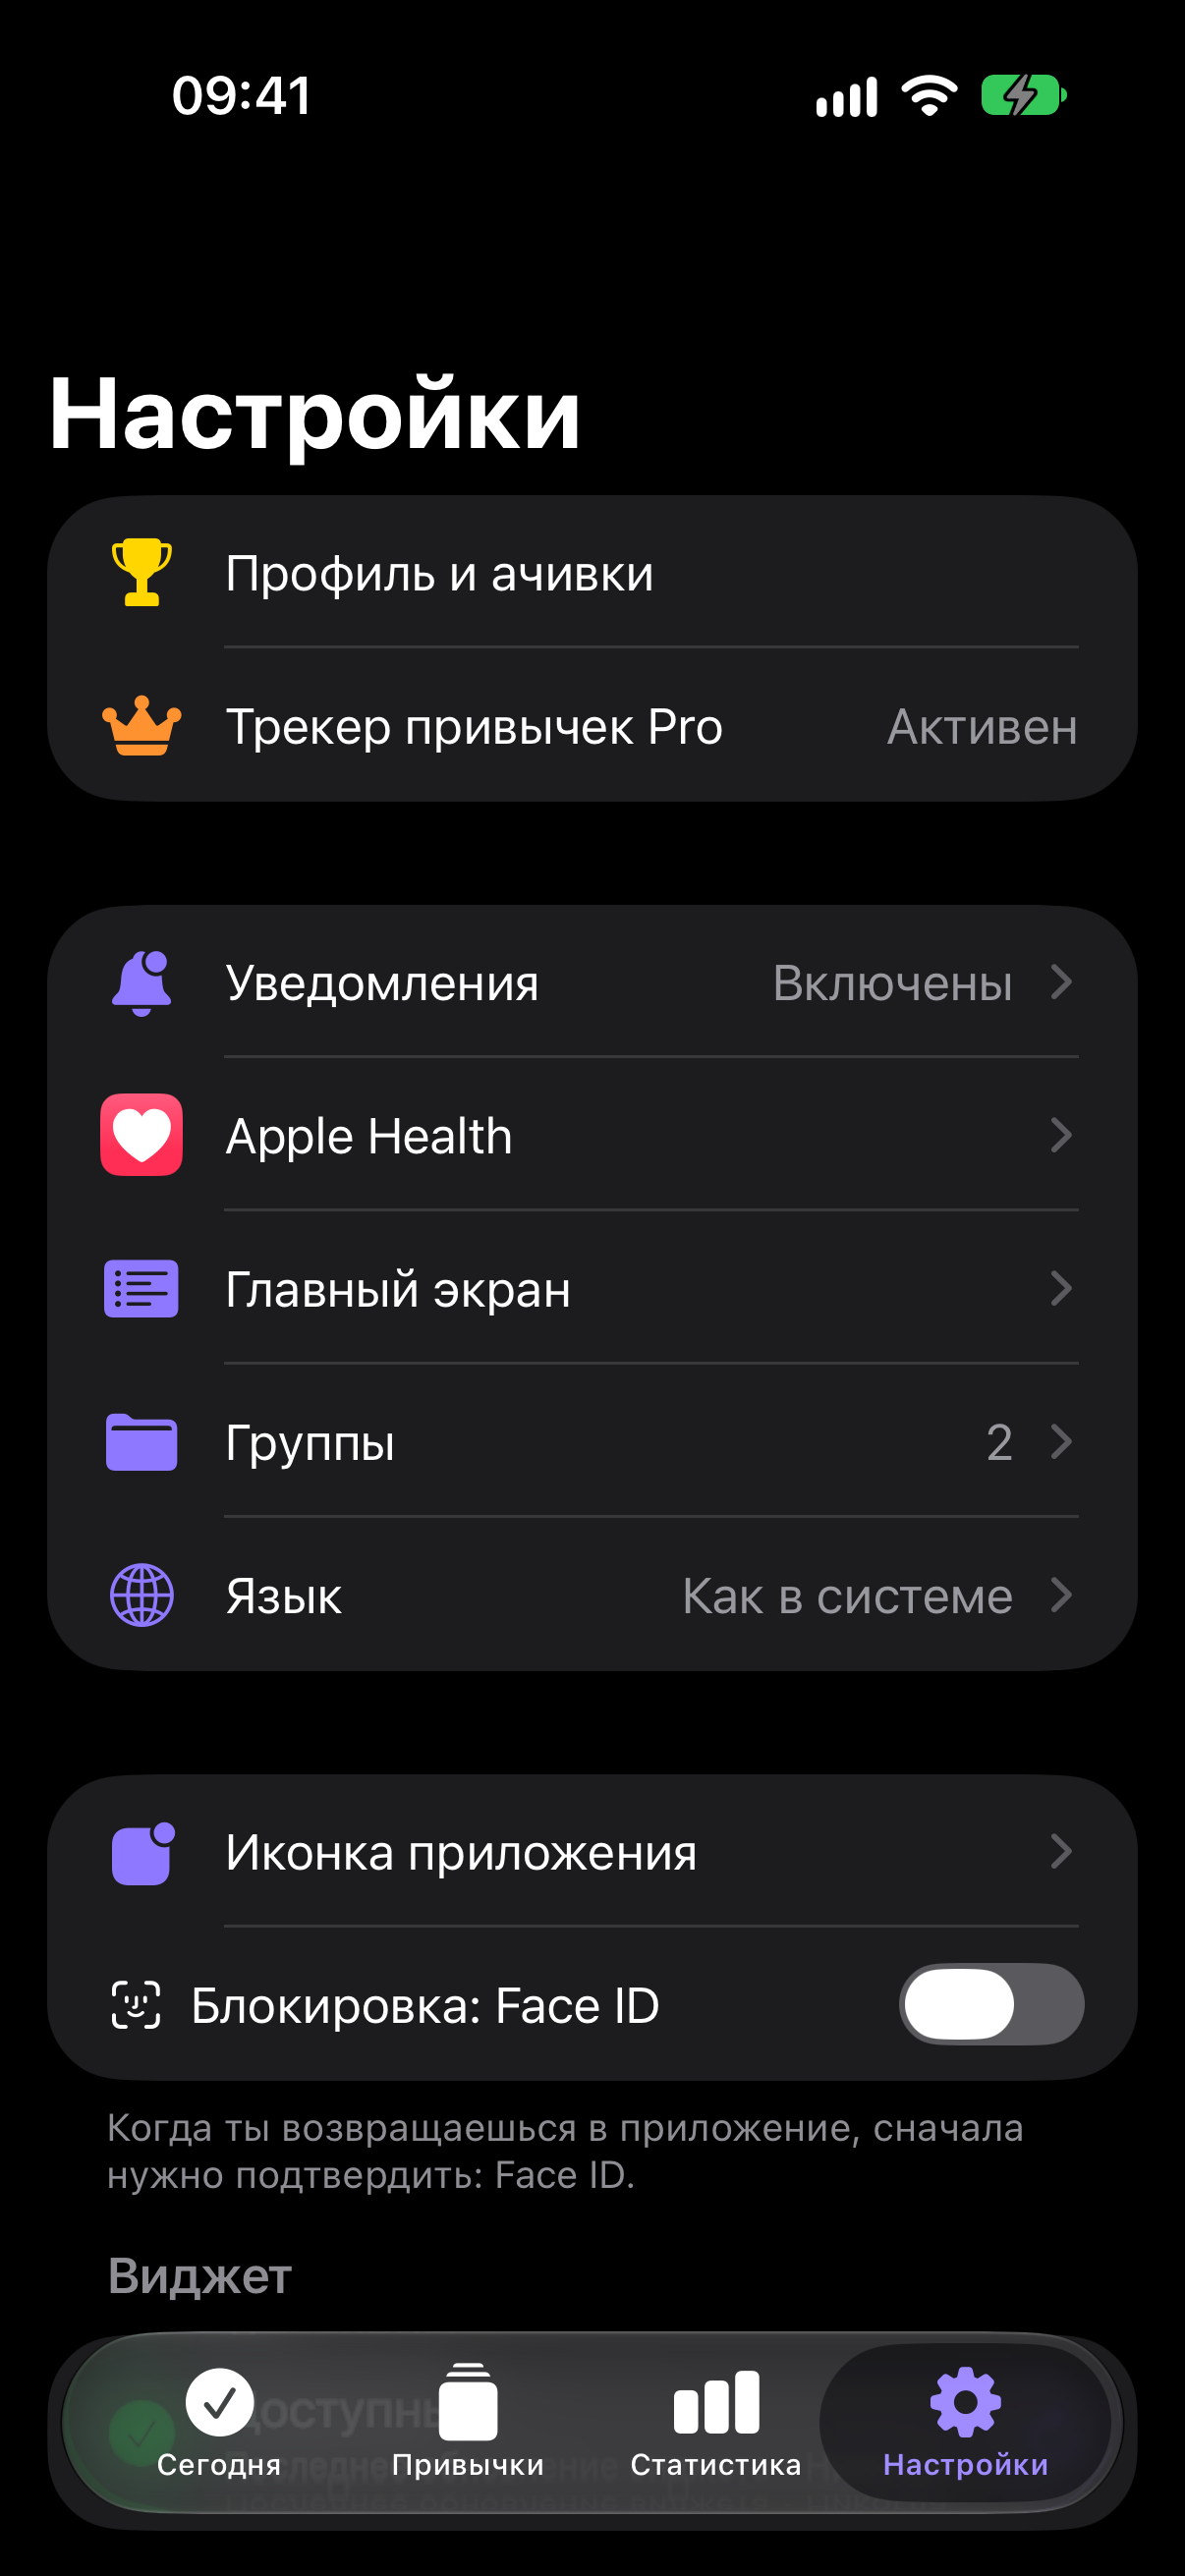 09:41
Настройки
Профиль и ачивки
Трекер привычек Pro Активен
Уведомления Включены
Apple Health
Главный экран
Группы 2
Язык Как в системе
Иконка приложения
Блокировка: Face ID
Когда ты возвращаешься в приложение, сначала
нужно подтвердить: Face ID.
Виджет
Сегодня Привычки Статистика Настройки